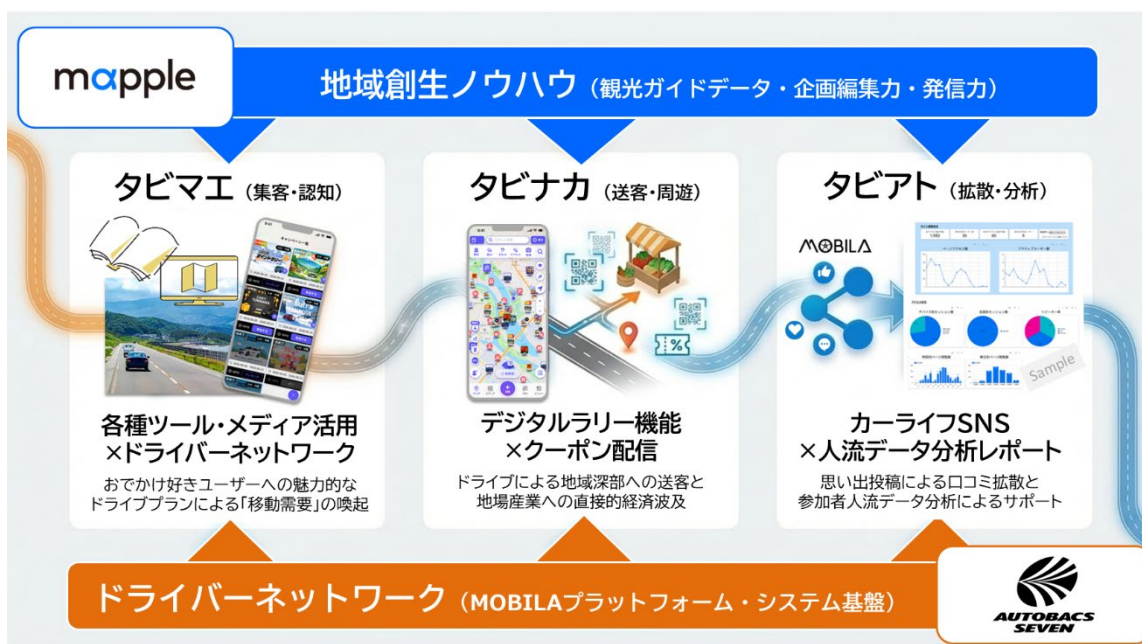 mapple
地域創生ノウハウ（観光ガイドデータ・企画編集力・発信力）
タビマエ（集客・認知）
キャンペーン一覧
各種ツール・メディア活用
×ドライバーネットワーク
おでかけ好きユーザーへの魅力的な
ドライブプランによる「移動需要」の喚起
タビナカ（送客・周遊）
%
デジタルラリー機能
×クーポン配信
ドライブによる地域深部への送客と
地場産業への直接的経済波及
タビアト（拡散・分析）
MOBILA
Sample
カーライフSNS
×人流データ分析レポート
思い出投稿による口コミ拡散と
参加者人流データ分析によるサポート
ドライバーネットワーク（MOBILAプラットフォーム・システム基盤）
AUTOBACS
SEVEN